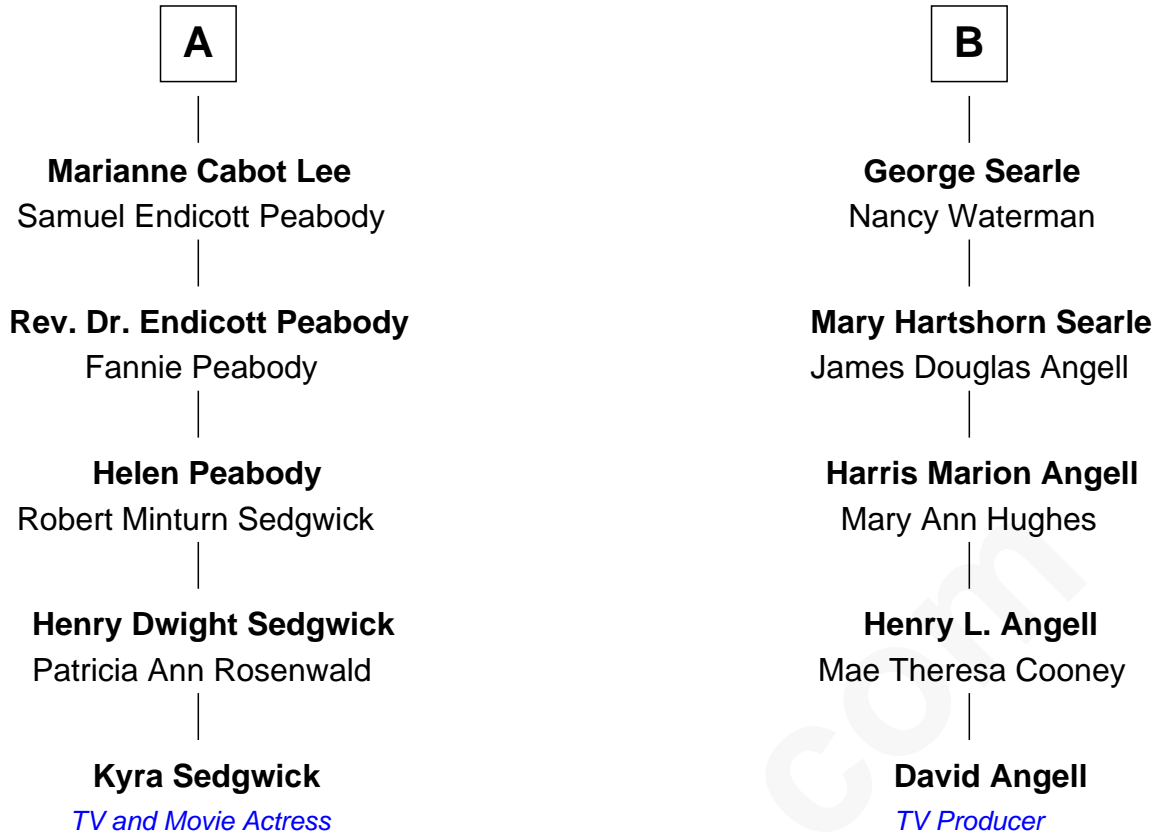 A
Marianne Cabot Lee
Samuel Endicott Peabody
Rev. Dr. Endicott Peabody
Fannie Peabody
Helen Peabody
Robert Minturn Sedgwick
Henry Dwight Sedgwick
Patricia Ann Rosenwald
Kyra Sedgwick
TV and Movie Actress
B
George Searle
Nancy Waterman
Mary Hartshorn Searle
James Douglas Angell
Harris Marion Angell
Mary Ann Hughes
Henry L. Angell
Mae Theresa Cooney
David Angell
TV Producer
com